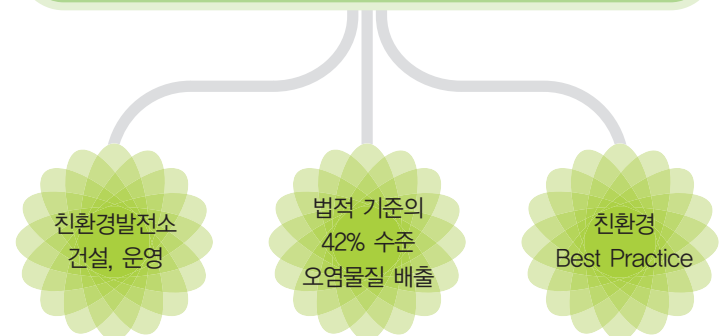 친환경발전소
건설, 운영
법적 기준의
42% 수준
오염물질 배출
친환경
Best Practice